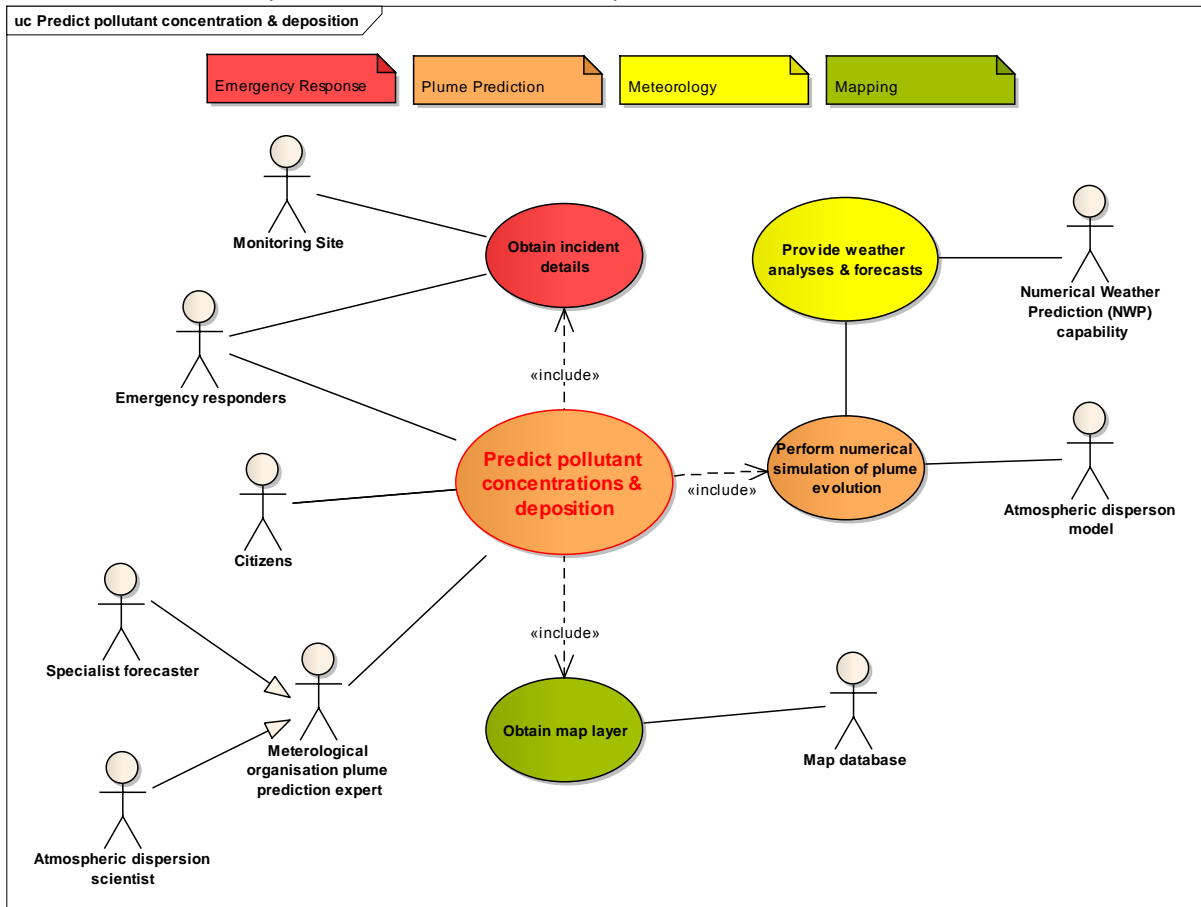 uc Predict pollutant concentration & deposition
Emergency Response
Plume Prediction
Meteorology
Mapping
Monitoring Site
Obtain incident
details
Provide weather
analyses & forecasts
Numerical Weather
Prediction (NWP)
capability
Emergency responders
«include»
Predict pollutant
concentrations &
deposition
«include»
Perform numerical
simulation of plume
evolution
Atmospheric disperson
model
Citizens
Specialist forecaster
«include»
Meterological
organisation plume
prediction expert
Obtain map layer
Map database
Atmospheric dispersion
scientist